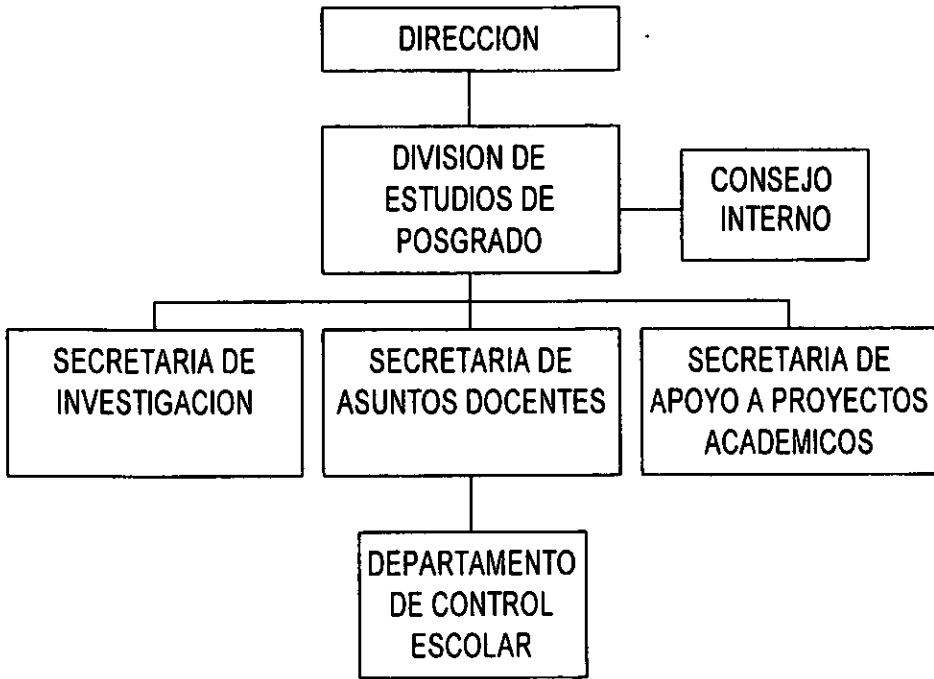 DIRECCION
DIVISION DE
ESTUDIOS DE
POSGRADO
CONSEJO
INTERNO
SECRETARIA DE
INVESTIGACION
SECRETARIA DE
ASUNTOS DOCENTES
SECRETARIA DE
APOYO A PROYECTOS
ACADEMICOS
DEPARTAMENTO
DE CONTROL
ESCOLAR